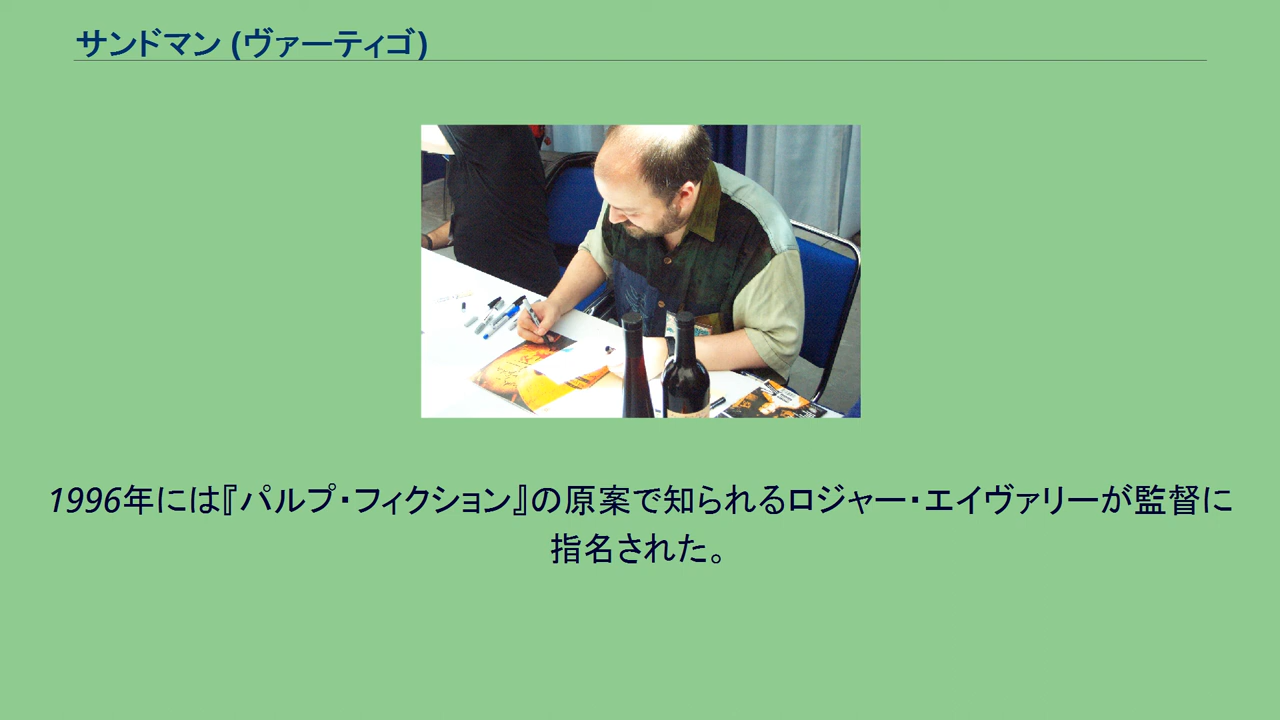 サンドマン (ヴァーティゴ)
1996年には『パルプ・フィクション』の原案で知られるロジャー・エイヴァリーが監督に
指名された。